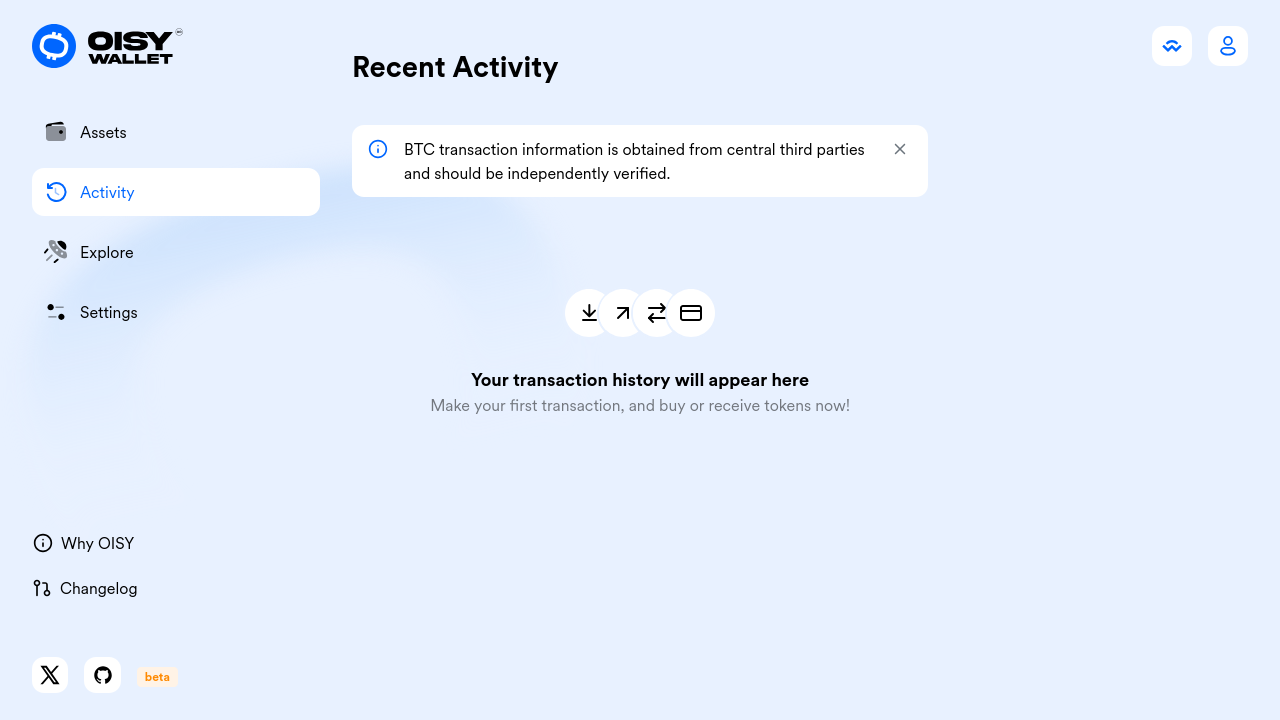 OISY
WALLET
Recent Activity
Assets
BTC transaction information is obtained from central third parties
and should be independently verified.
Activity
Explore
Settings
Your transaction history will appear here
Make your first transaction, and buy or receive tokens now!
Why OISY
Changelog
beta